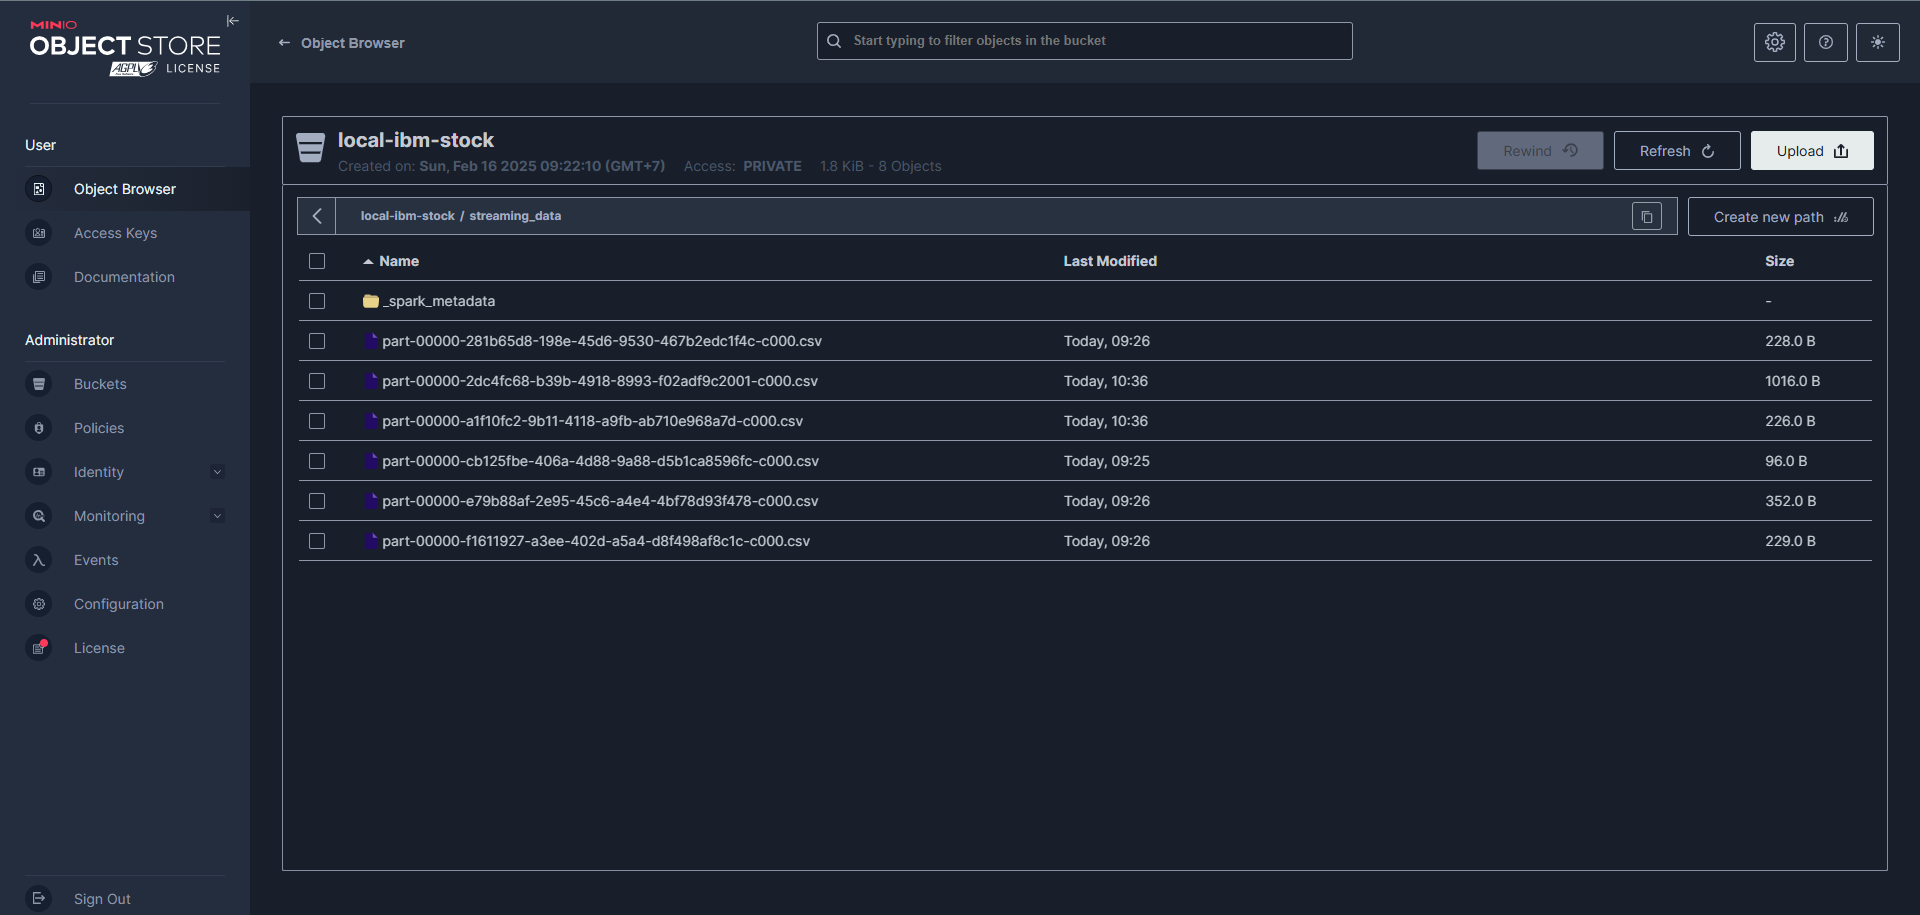 MINIO
OBJECT STORE
AGPLv3 LICENSE
User
Object Browser
Access Keys
Documentation
Administrator
Buckets
Policies
Identity
Monitoring
Events
Configuration
License
Sign Out
Object Browser
Start typing to filter objects in the bucket
local-ibm-stock
Created on: Sun, Feb 16 2025 09:22:10 (GMT+7) Access: PRIVATE 1.8 KiB - 8 Objects
Rewind
Refresh
Upload
local-ibm-stock / streaming_data
Create new path
Name Last Modified Size
_spark_metadata -
part-00000-281b65d8-198e-45d6-9530-467b2edc1f4c-c000.csv Today, 09:26 228.0 B
part-00000-2dc4fc68-b39b-4918-8993-f02adf9c2001-c000.csv Today, 10:36 1016.0 B
part-00000-a1f10fc2-9b11-4118-a9fb-ab710e968a7d-c000.csv Today, 10:36 226.0 B
part-00000-cb125fbe-406a-4d88-9a88-d5b1ca8596fc-c000.csv Today, 09:25 96.0 B
part-00000-e79b88af-2e95-45c6-a4e4-4bf78d93f478-c000.csv Today, 09:26 352.0 B
part-00000-f1611927-a3ee-402d-a5a4-d8f498af8c1c-c000.csv Today, 09:26 229.0 B